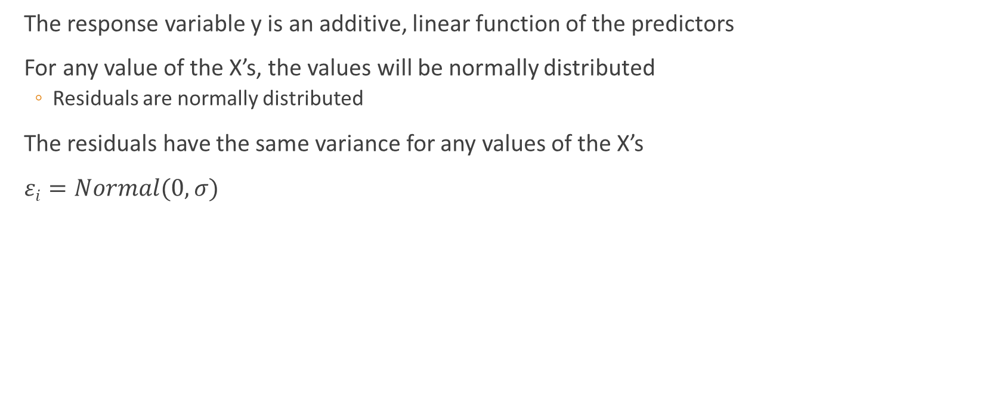 The response variable y is an additive, linear function of the predictors
For any value of the X’s, the values will be normally distributed
◦ Residuals are normally distributed
The residuals have the same variance for any values of the X’s
𝜀ᵢ = 𝑁𝑜𝑟𝑚𝑎𝑙(0, 𝜎)